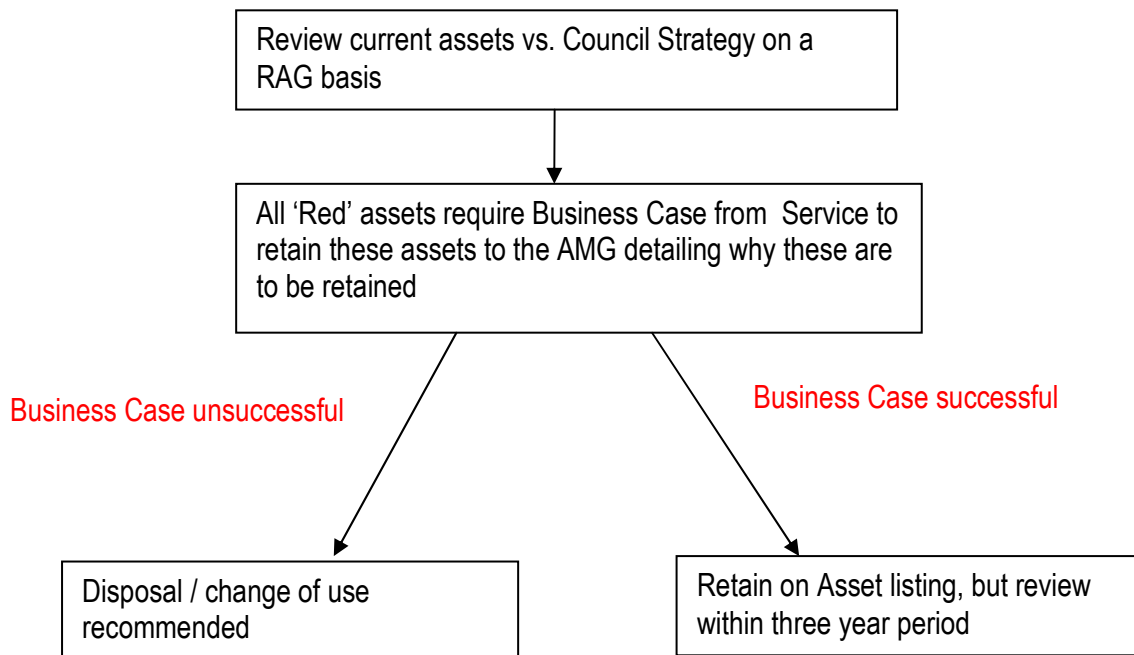 Review current assets vs. Council Strategy on a
RAG basis
All ‘Red’ assets require Business Case from Service to
retain these assets to the AMG detailing why these are
to be retained
Business Case unsuccessful
Business Case successful
Disposal / change of use
recommended
Retain on Asset listing, but review
within three year period